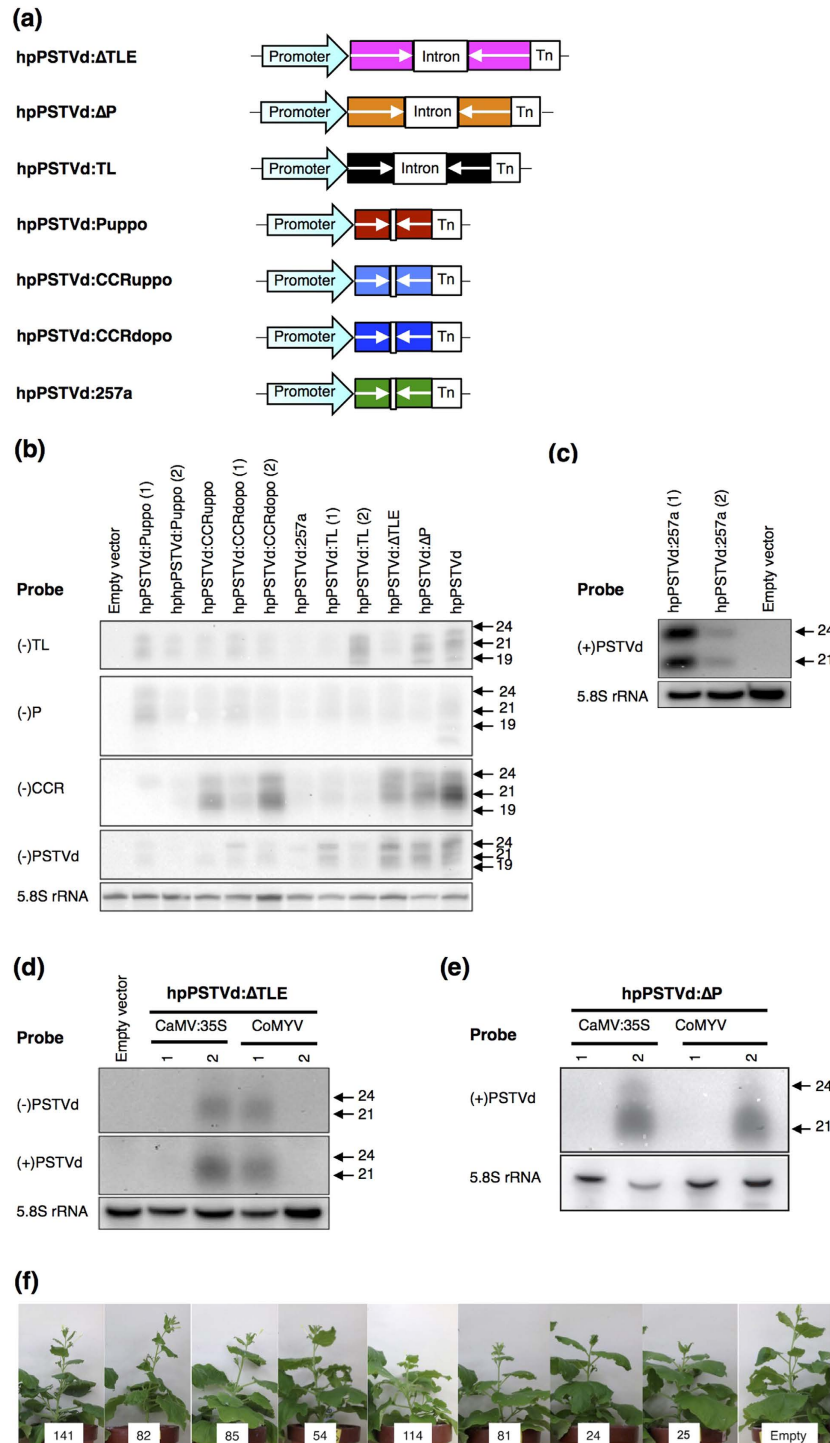 (a)
hpPSTVd:ΔTLE
Promoter Intron Tn
hpPSTVd:ΔP
Promoter Intron Tn
hpPSTVd:TL
Promoter Intron Tn
hpPSTVd:Puppo
Promoter Tn
hpPSTVd:CCRuppo
Promoter Tn
hpPSTVd:CCRdopo
Promoter Tn
hpPSTVd:257a
Promoter Tn
(b)
Probe
Empty vector
hpPSTVd:Puppo (1)
hphpPSTVd:Puppo (2)
hpPSTVd:CCRuppo
hpPSTVd:CCRdopo (1)
hpPSTVd:CCRdopo (2)
hpPSTVd:257a
hpPSTVd:TL (1)
hpPSTVd:TL (2)
hpPSTVd:ΔTLE
hpPSTVd:ΔP
hpPSTVd
(-)TL
24
21
19
(-)P
24
21
19
(-)CCR
24
21
19
(-)PSTVd
24
21
19
5.8S rRNA
(c)
Probe
hpPSTVd:257a (1)
hpPSTVd:257a (2)
Empty vector
(+)PSTVd
24
21
5.8S rRNA
(d)
hpPSTVd:ΔTLE
Probe
Empty vector
CaMV:35S CoMYV
1 2 1 2
(-)PSTVd
24
21
(+)PSTVd
24
21
5.8S rRNA
(e)
hpPSTVd:ΔP
Probe
CaMV:35S CoMYV
1 2 1 2
(+)PSTVd
24
21
5.8S rRNA
(f)
141 82 85 54 114 81 24 25 Empty